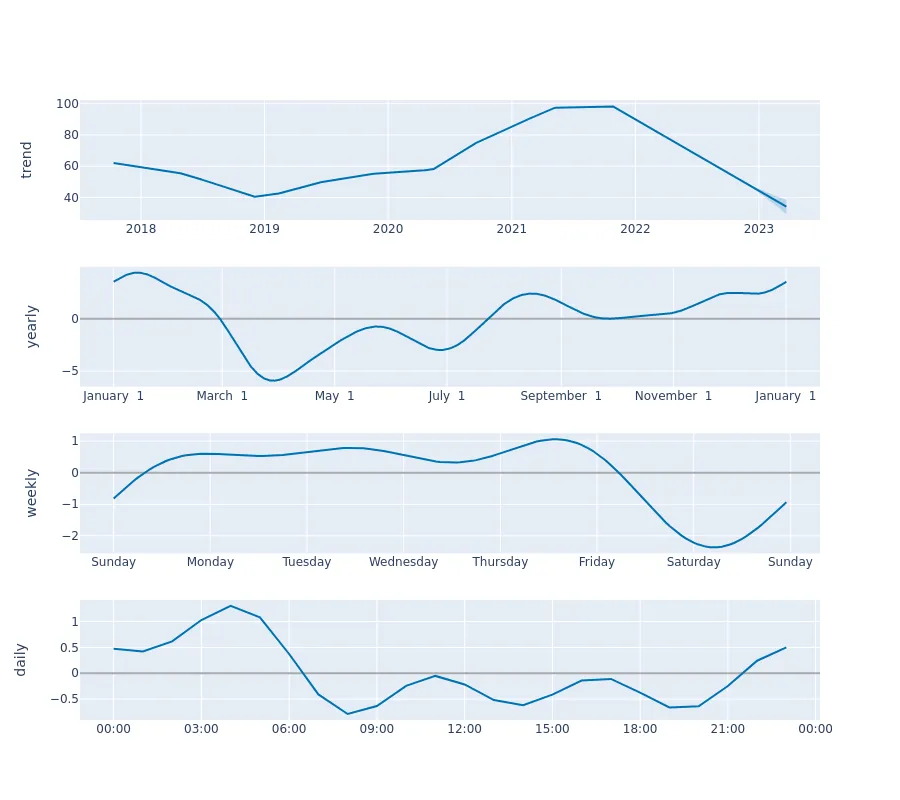 100
80
60
40
trend
2018 2019 2020 2021 2022 2023
0
−5
yearly
January 1 March 1 May 1 July 1 September 1 November 1 January 1
1
0
−1
−2
weekly
Sunday Monday Tuesday Wednesday Thursday Friday Saturday Sunday
1
0.5
0
−0.5
daily
00:00 03:00 06:00 09:00 12:00 15:00 18:00 21:00 00:00